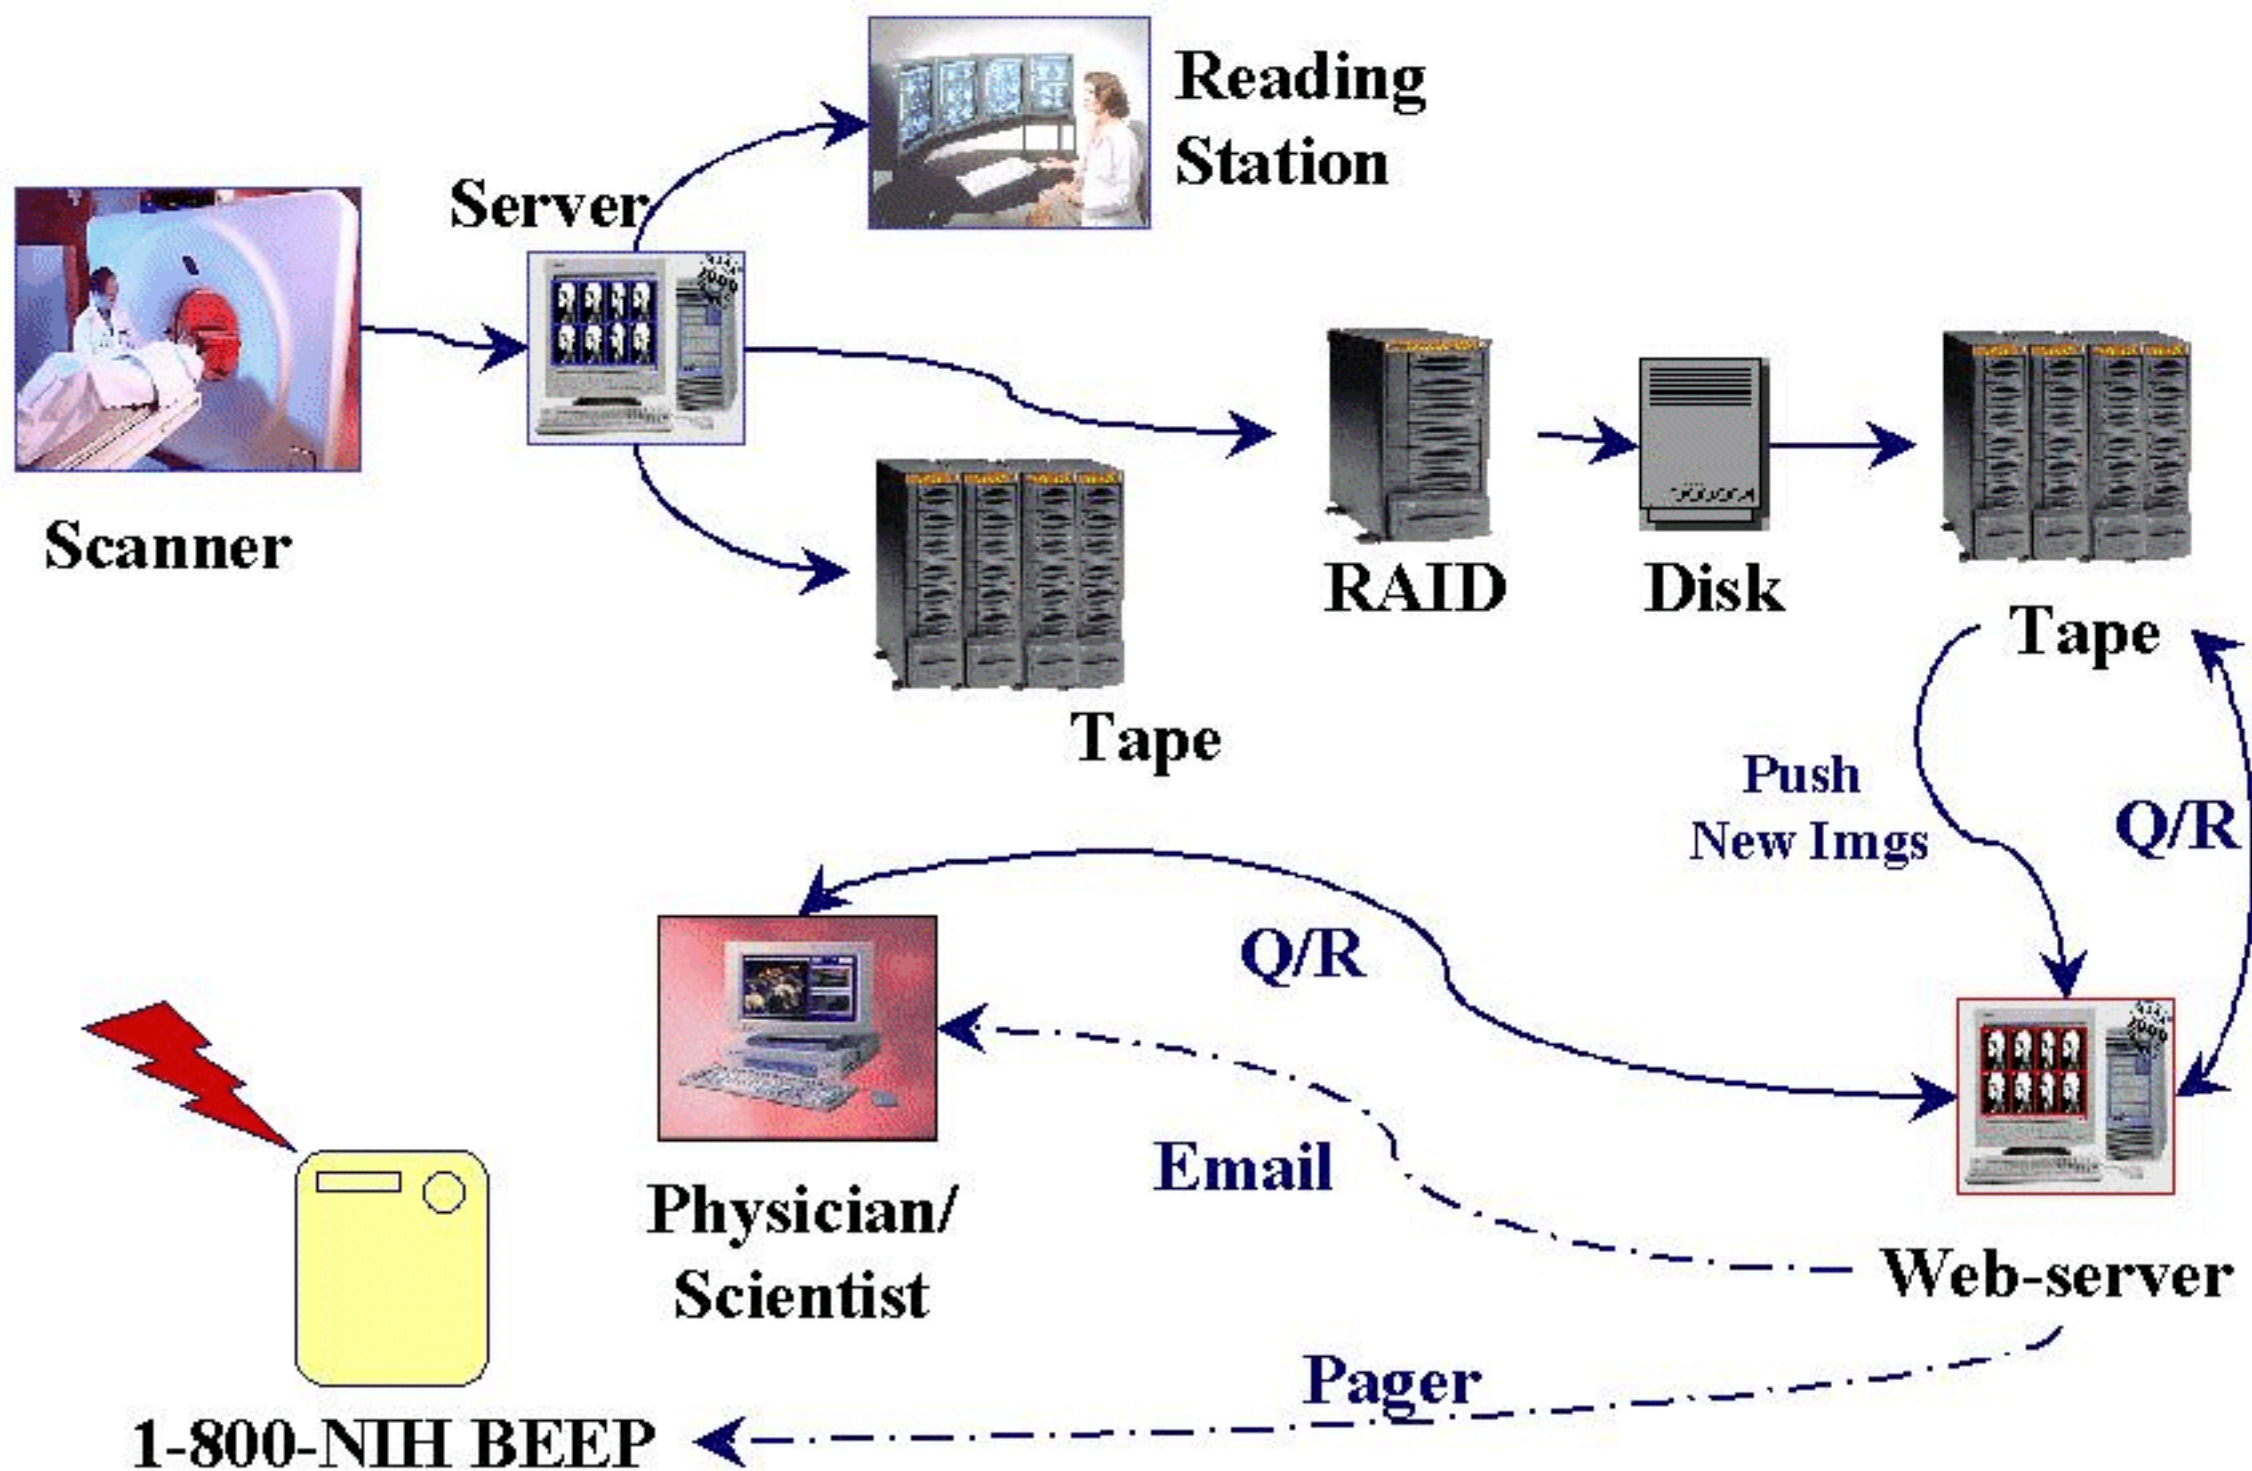 Reading
Station
Server
Scanner
RAID
Disk
Tape
Tape
Push
New Imgs
Q/R
Q/R
Email
Physician/
Scientist
Web-server
Pager
1-800-NIH BEEP